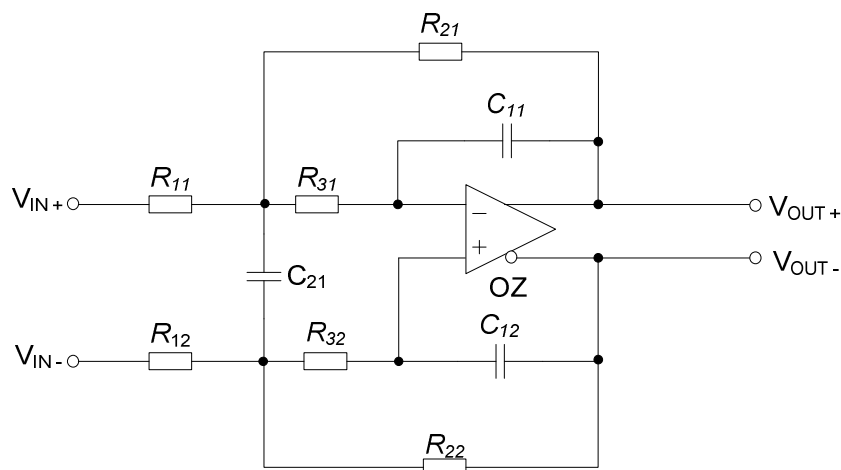 R21
C11
R11
R31
VIN+
VOUT+
−
+
C21
OZ
VOUT-
R32
C12
VIN-
R12
R22